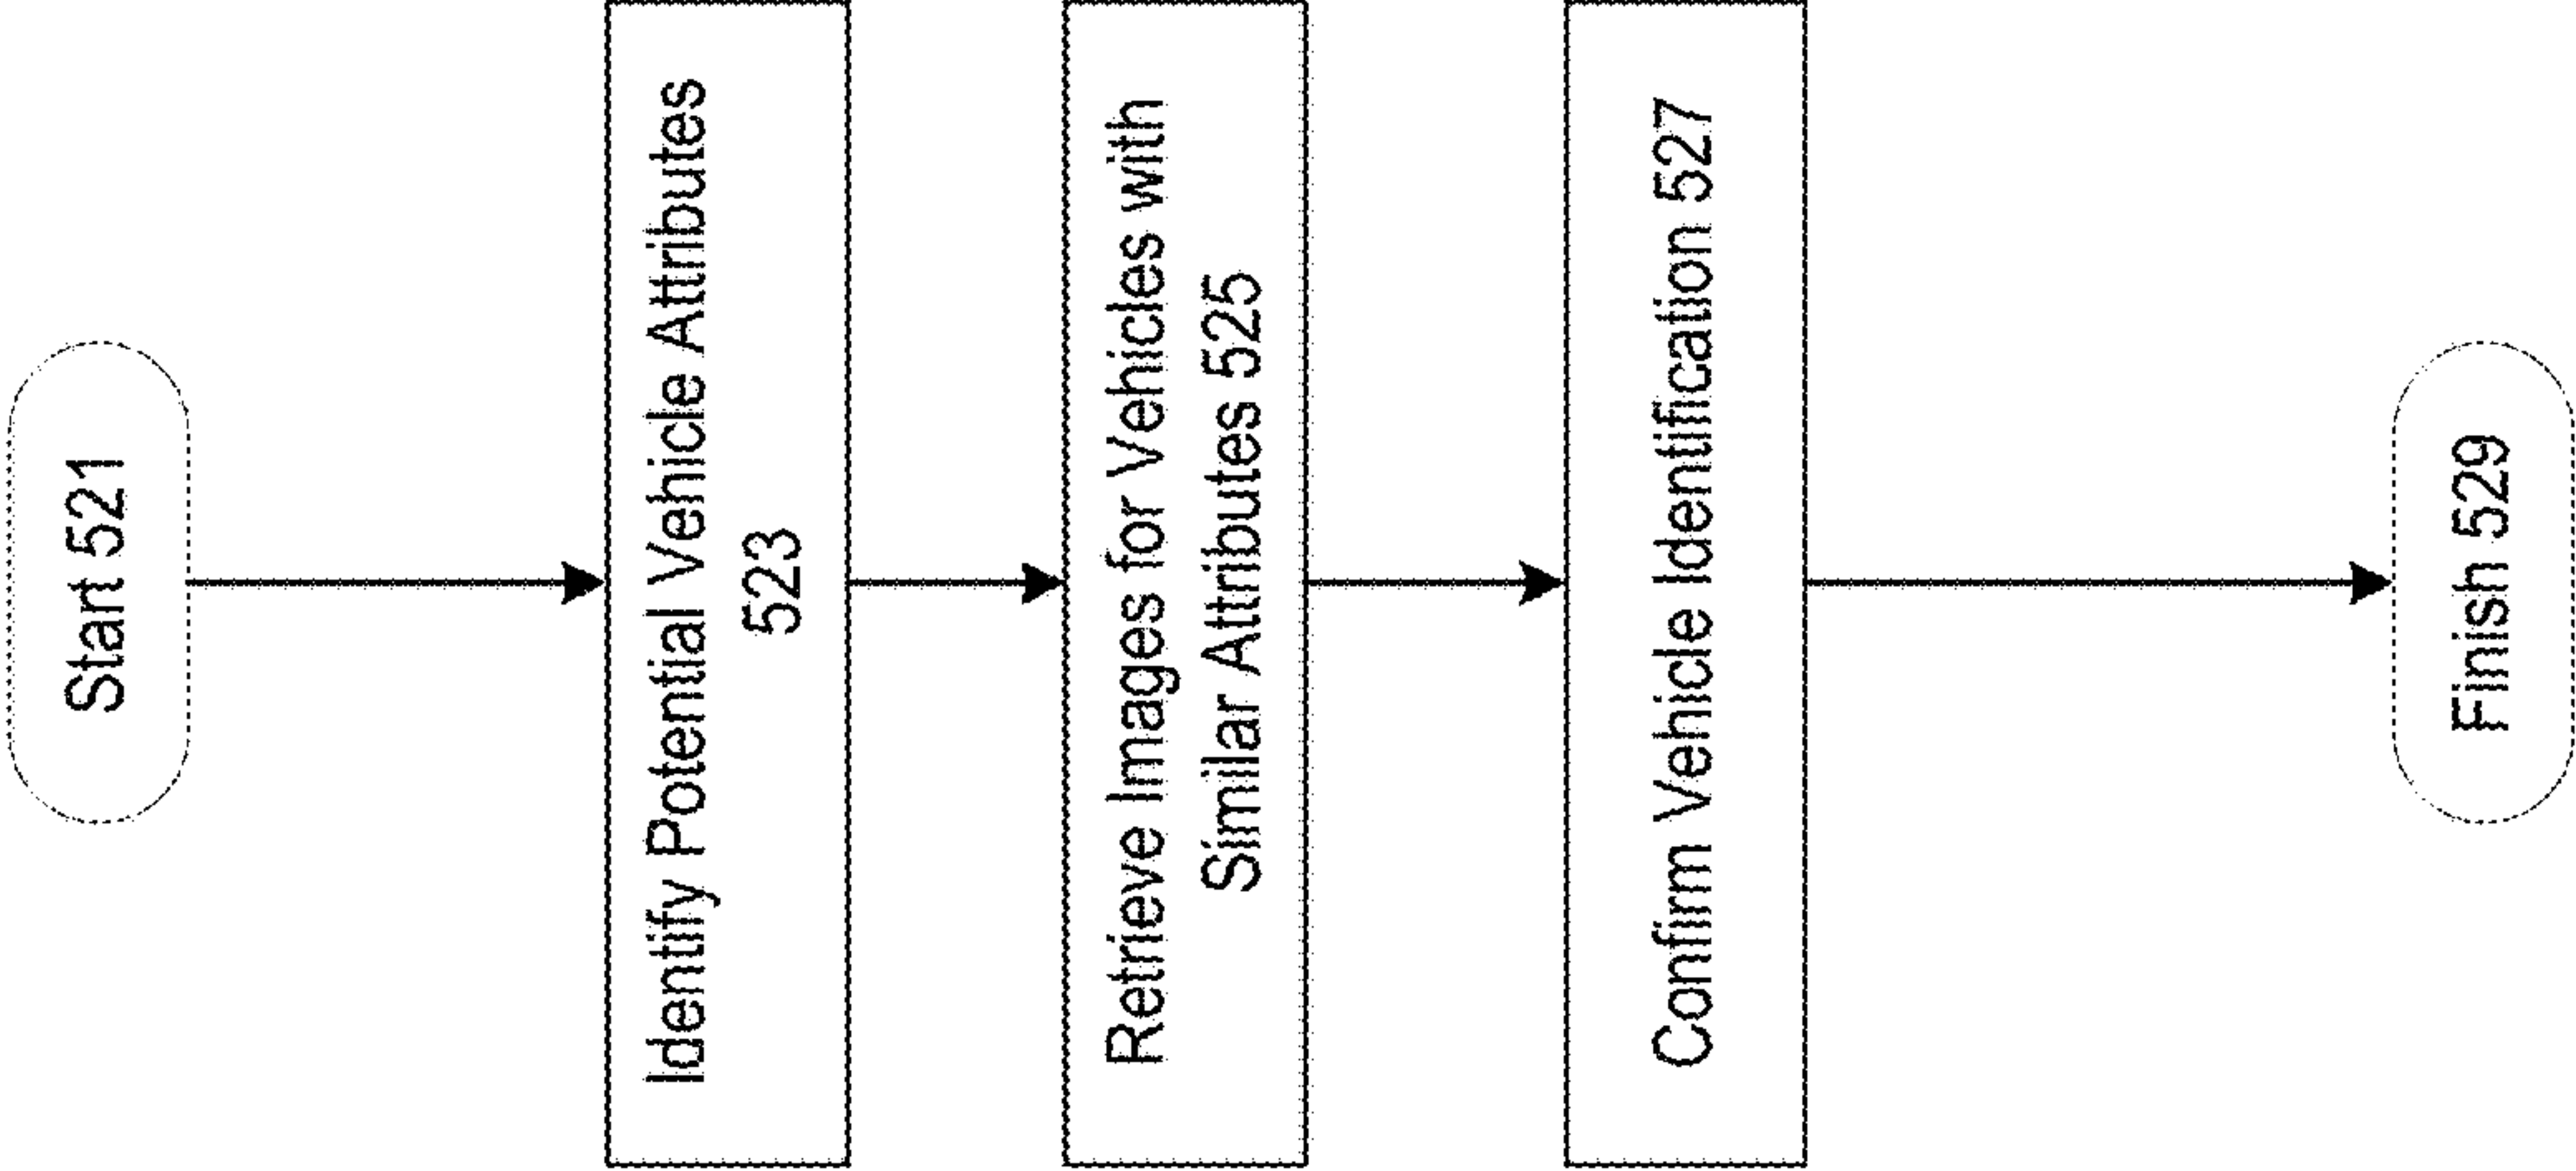 Start 521
Identify Potential Vehicle Attributes
523
Retrieve Images for Vehicles with
Similar Attributes 525
Confirm Vehicle Identification 527
Finish 529